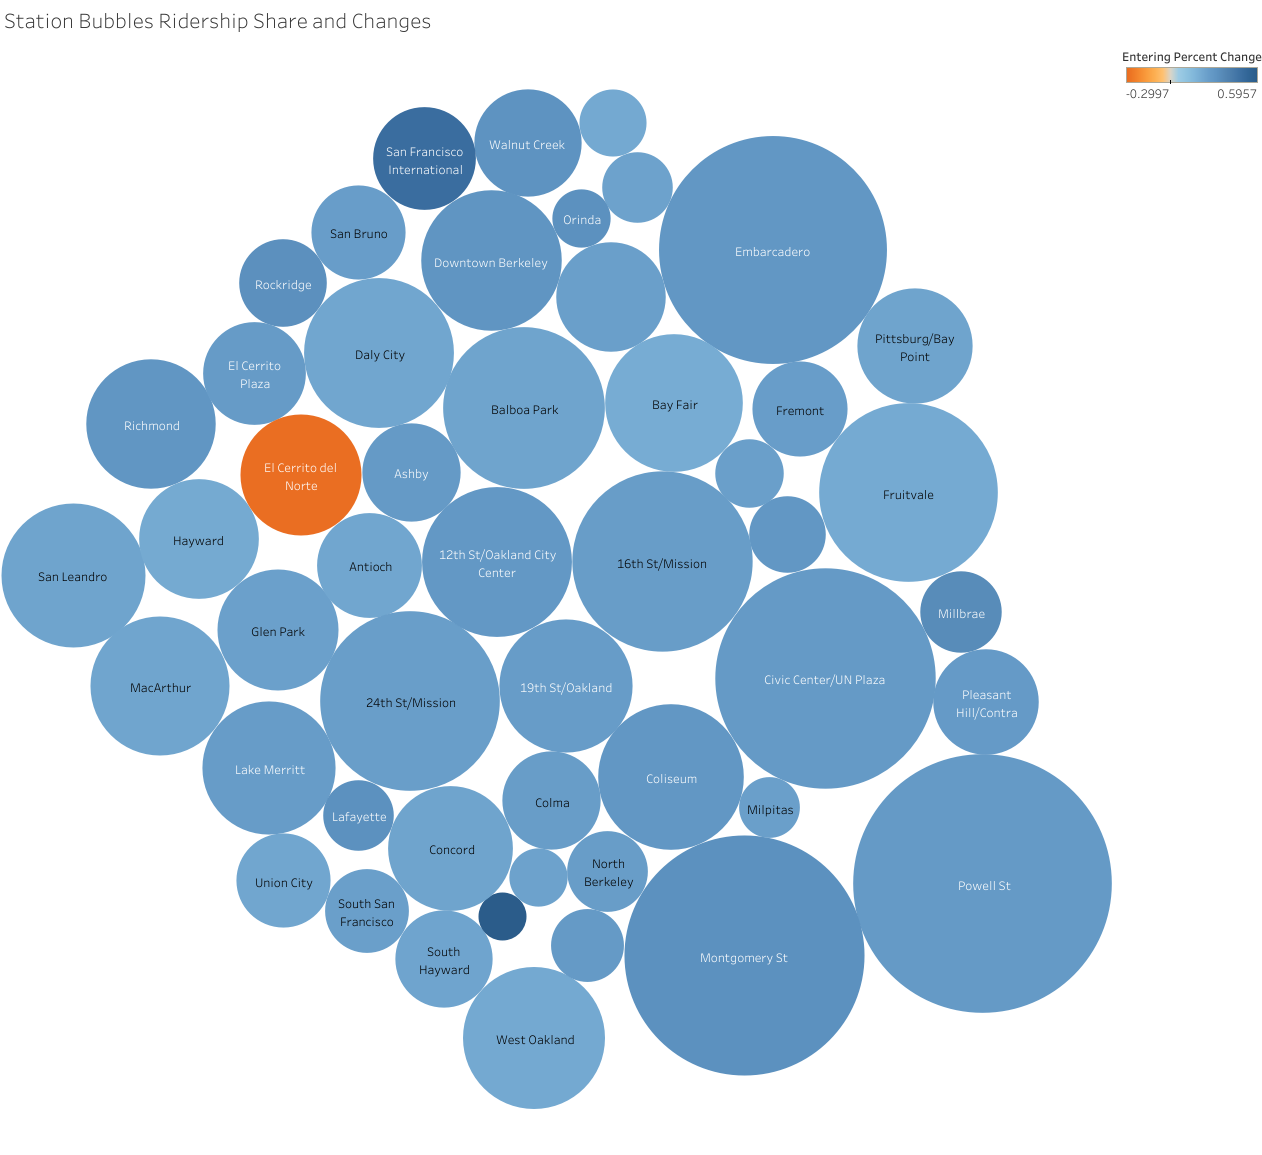 Station Bubbles Ridership Share and Changes
Entering Percent Change
-0.2997 0.5957
San Francisco
International
Walnut Creek
Orinda
San Bruno
Embarcadero
Downtown Berkeley
Rockridge
Daly City
Pittsburg/Bay
Point
El Cerrito
Plaza
Balboa Park
Bay Fair
Fremont
Richmond
El Cerrito del
Norte
Ashby
Fruitvale
Hayward
12th St/Oakland City
Center
16th St/Mission
Antioch
San Leandro
Millbrae
Glen Park
Civic Center/UN Plaza
MacArthur
19th St/Oakland
24th St/Mission
Pleasant
Hill/Contra
Lake Merritt
Coliseum
Colma
Milpitas
Lafayette
Concord
North
Berkeley
Union City
Powell St
South San
Francisco
South
Hayward
Montgomery St
West Oakland